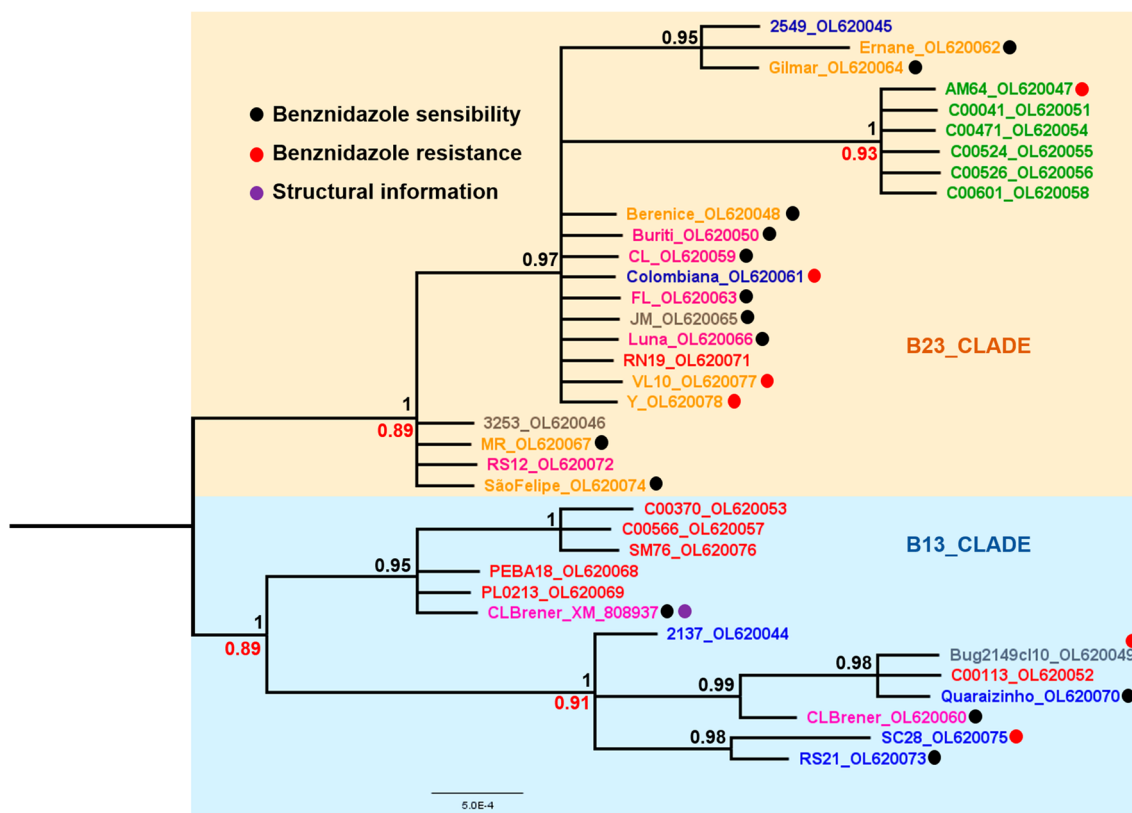 0.95
2549_OL620045
Ernane_OL620062
Gilmar_OL620064
AM64_OL620047
C00041_OL620051
C00471_OL620054
C00524_OL620055
C00526_OL620056
C00601_OL620058
1
0.93
Benznidazole sensibility
Benznidazole resistance
Structural information
Berenice_OL620048
Buriti_OL620050
CL_OL620059
Colombiana_OL620061
FL_OL620063
JM_OL620065
Luna_OL620066
RN19_OL620071
VL10_OL620077
Y_OL620078
0.97
B23_CLADE
1
0.89
3253_OL620046
MR_OL620067
RS12_OL620072
SãoFelipe_OL620074
C00370_OL620053
C00566_OL620057
SM76_OL620076
1
B13_CLADE
0.95
PEBA18_OL620068
PL0213_OL620069
CLBrener_XM_808937
1
0.89
2137_OL620044
Bug2149cl10_OL620049
C00113_OL620052
Quaraizinho_OL620070
0.98
0.99
CLBrener_OL620060
1
0.91
0.98
SC28_OL620075
RS21_OL620073
5.0E-4